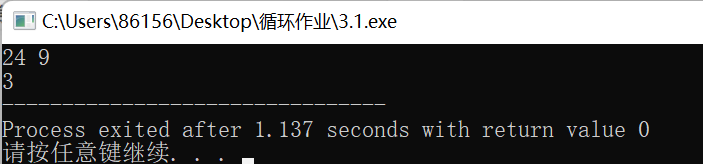 C:\Users\86156\Desktop\循环作业\3.1.exe
24 9
3
--------------------------------
Process exited after 1.137 seconds with return value 0
请按任意键继续. . .